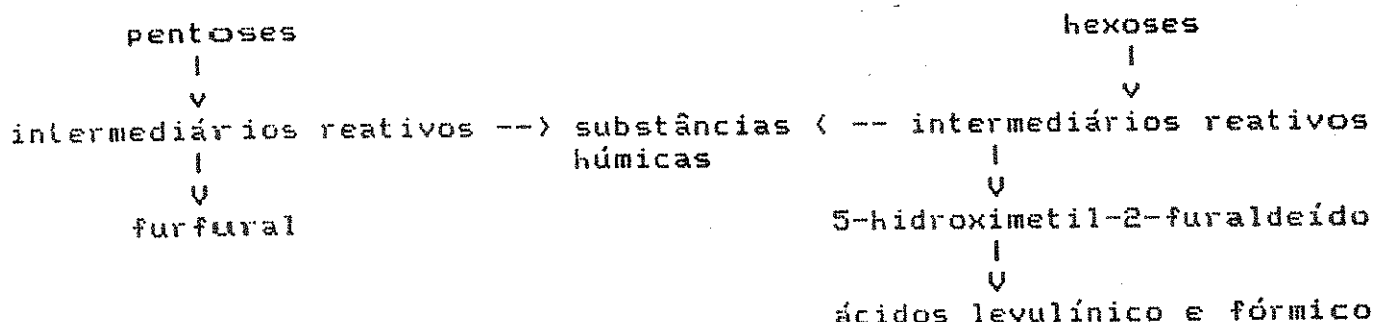 pentoses hexoses
intermediários reativos --> substâncias < -- intermediários reativos
húmicas
furfural 5-hidroximetil-2-furaldeído
ácidos levulínico e fórmico